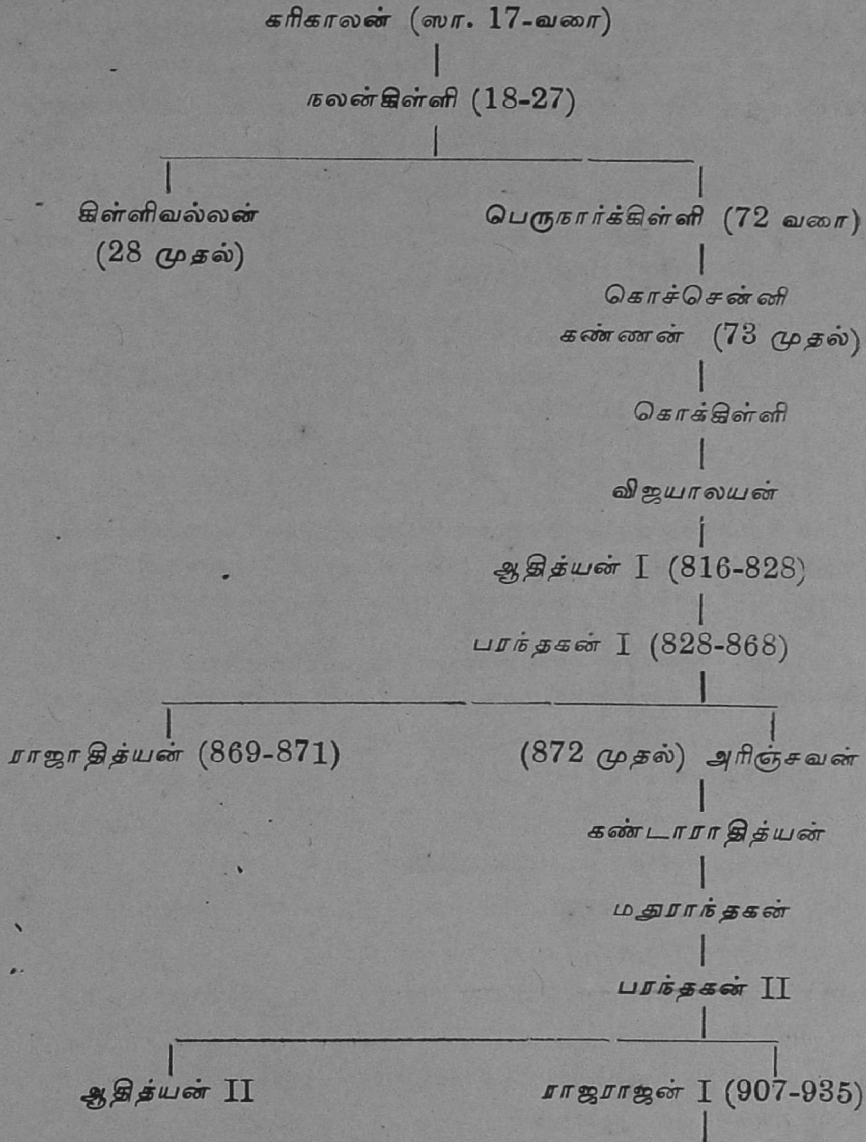 கரிகாலன் (ஸா. 17-வரை)
நலன்கிள்ளி (18-27)
கிள்ளிவல்லன்
(28 முதல்)
பெருநார்க்கிள்ளி (72 வரை)
கொச்சென்னி
கண்ணன் (73 முதல்)
கொக்கிள்ளி
விஜயாலயன்
ஆதித்யன் I (816-828)
பரந்தகன் I (828-868)
ராஜாதித்யன் (869-871)
(872 முதல்) அரிஞ்சவன்
கண்டாராதித்யன்
மதுராந்தகன்
பரந்தகன் II
ஆதித்யன் II
ராஜராஜன் I (907-935)